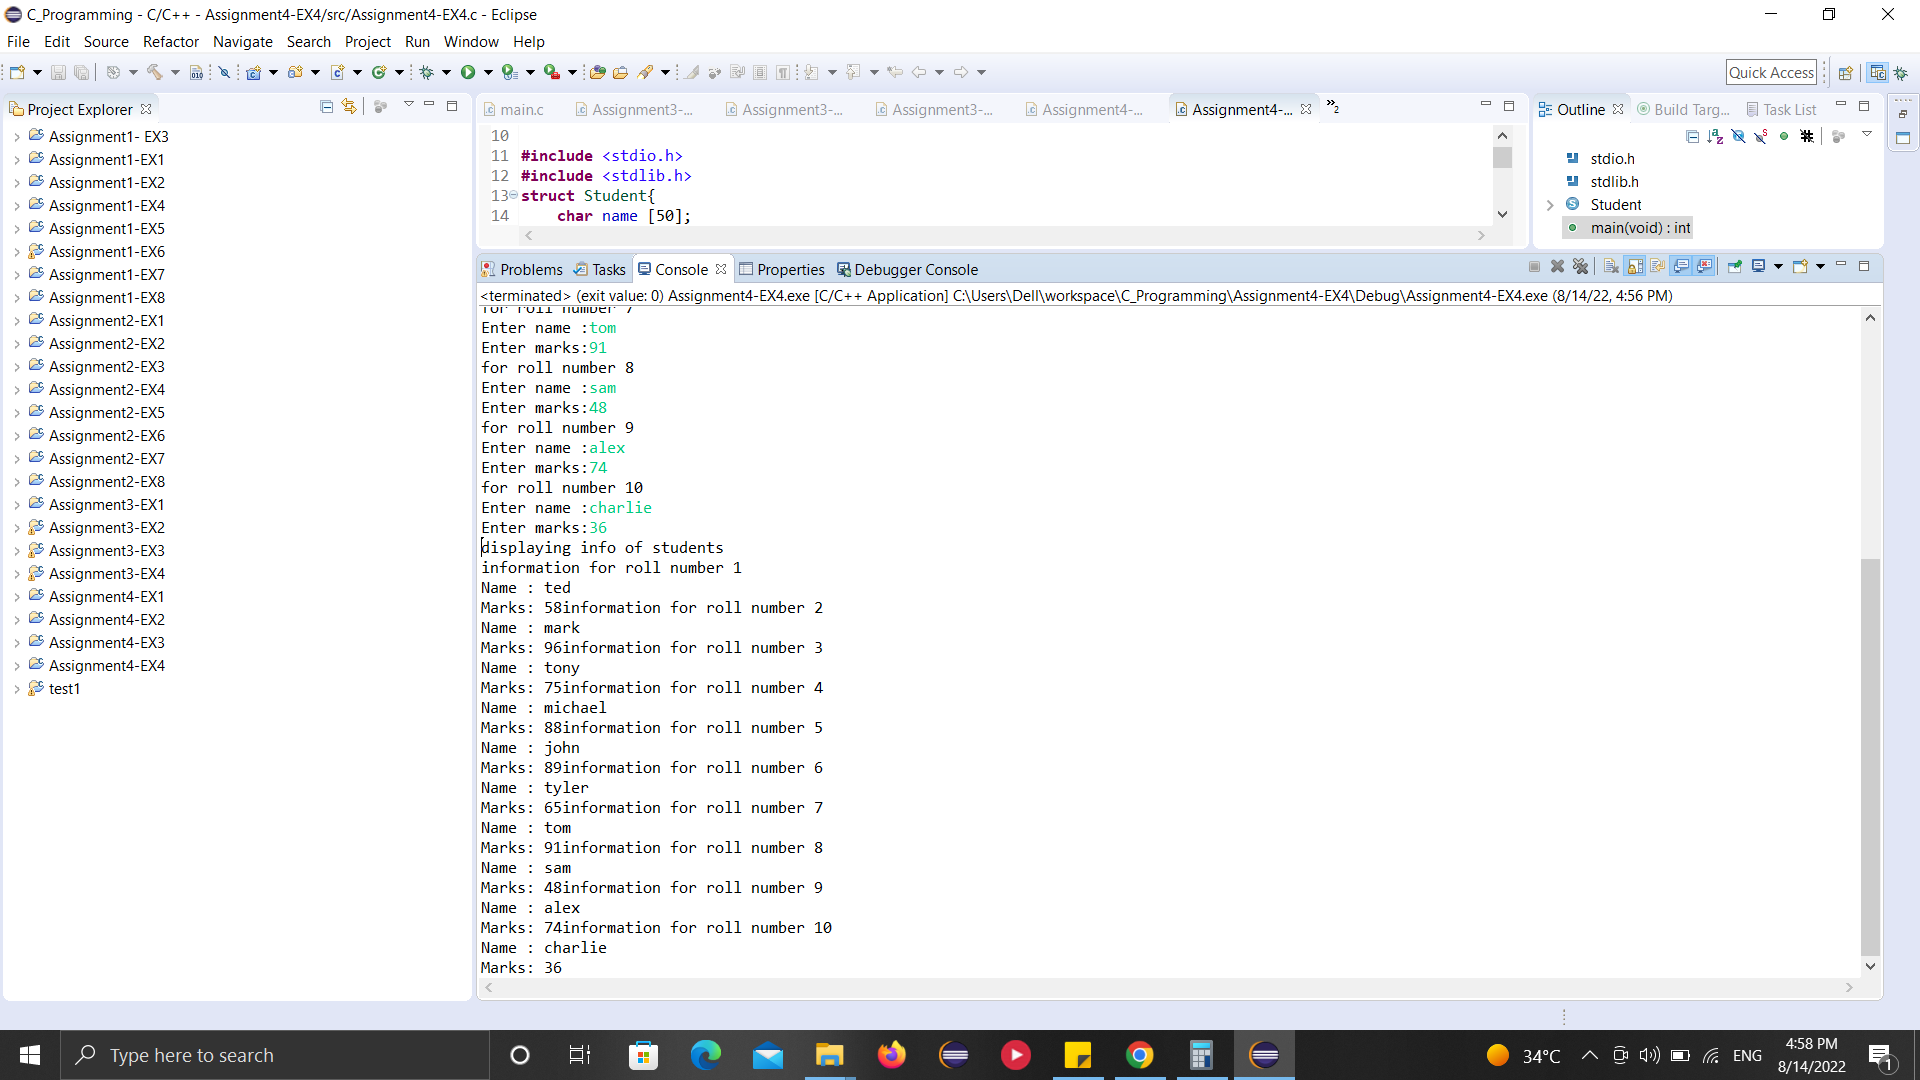 C_Programming - C/C++ - Assignment4-EX4/src/Assignment4-EX4.c - Eclipse
File Edit Source Refactor Navigate Search Project Run Window Help
Quick Access
Project Explorer
Assignment1- EX3
Assignment1-EX1
Assignment1-EX2
Assignment1-EX4
Assignment1-EX5
Assignment1-EX6
Assignment1-EX7
Assignment1-EX8
Assignment2-EX1
Assignment2-EX2
Assignment2-EX3
Assignment2-EX4
Assignment2-EX5
Assignment2-EX6
Assignment2-EX7
Assignment2-EX8
Assignment3-EX1
Assignment3-EX2
Assignment3-EX3
Assignment3-EX4
Assignment4-EX1
Assignment4-EX2
Assignment4-EX3
Assignment4-EX4
test1
main.c Assignment3-... Assignment3-... Assignment3-... Assignment4-... Assignment4-... »2
10
11 #include <stdio.h>
12 #include <stdlib.h>
13 struct Student{
14 char name [50];
Outline Build Targ... Task List
stdio.h
stdlib.h
Student
main(void) : int
Problems Tasks Console Properties Debugger Console
<terminated> (exit value: 0) Assignment4-EX4.exe [C/C++ Application] C:\Users\Dell\workspace\C_Programming\Assignment4-EX4\Debug\Assignment4-EX4.exe (8/14/22, 4:56 PM)
for roll number 7
Enter name :tom
Enter marks:91
for roll number 8
Enter name :sam
Enter marks:48
for roll number 9
Enter name :alex
Enter marks:74
for roll number 10
Enter name :charlie
Enter marks:36
displaying info of students
information for roll number 1
Name : ted
Marks: 58information for roll number 2
Name : mark
Marks: 96information for roll number 3
Name : tony
Marks: 75information for roll number 4
Name : michael
Marks: 88information for roll number 5
Name : john
Marks: 89information for roll number 6
Name : tyler
Marks: 65information for roll number 7
Name : tom
Marks: 91information for roll number 8
Name : sam
Marks: 48information for roll number 9
Name : alex
Marks: 74information for roll number 10
Name : charlie
Marks: 36
Type here to search
34°C
ENG
4:58 PM
8/14/2022
1